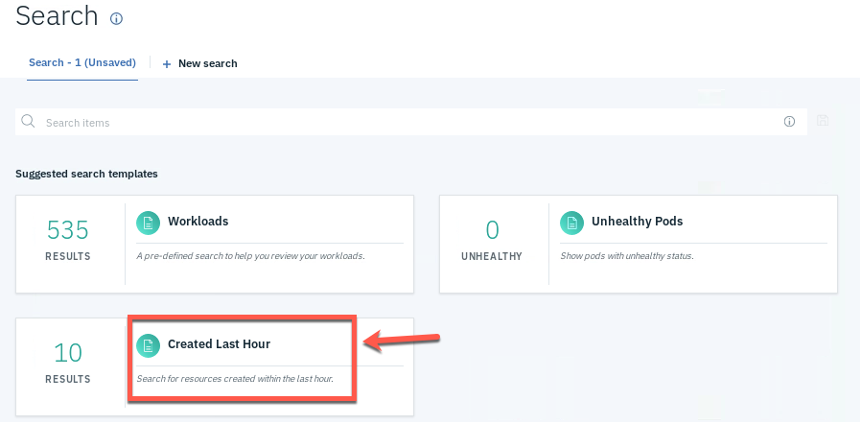 Search
Search - 1 (Unsaved)
New search
Search items
Suggested search templates
535
RESULTS
Workloads
A pre-defined search to help you review your workloads.
0
UNHEALTHY
Unhealthy Pods
Show pods with unhealthy status.
10
RESULTS
Created Last Hour
Search for resources created within the last hour.